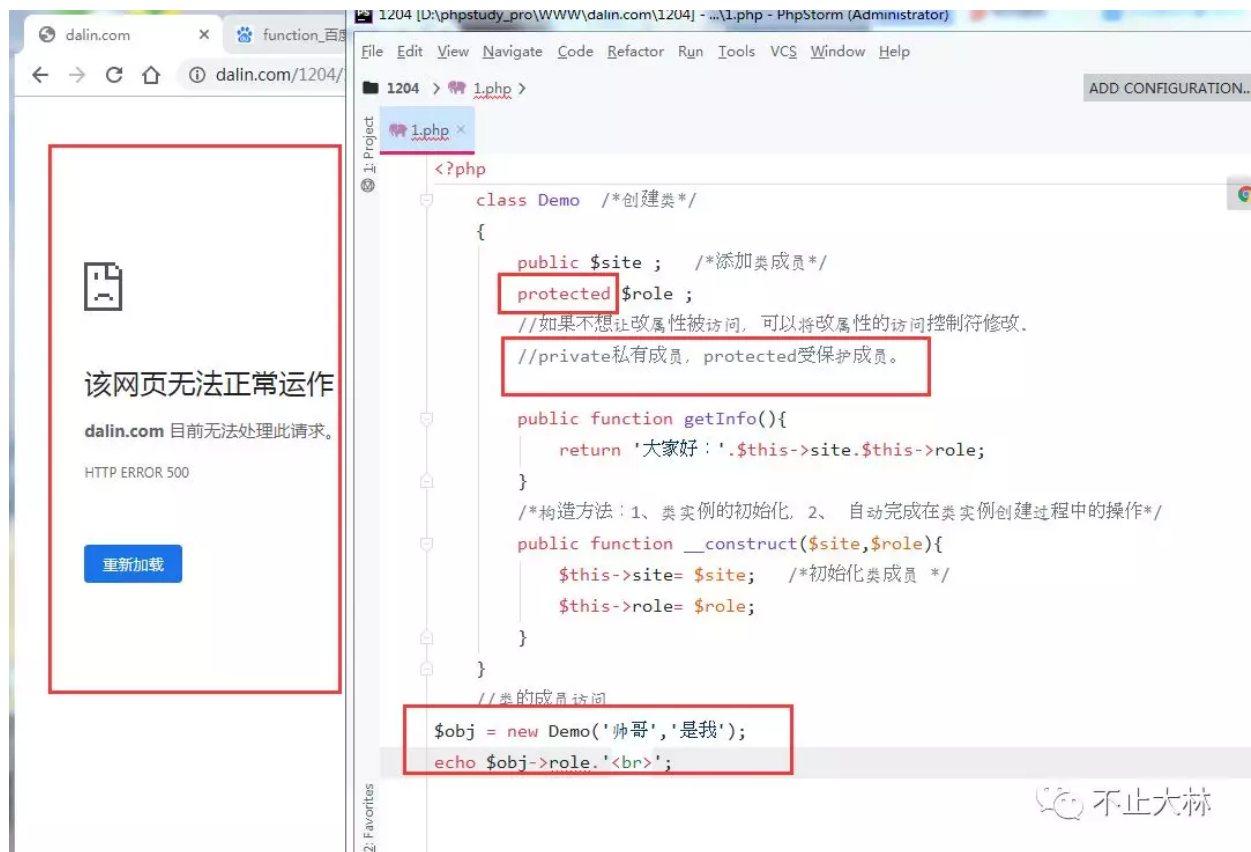 1204 [D:\phpstudy_pro\WWW\dalin.com\1204] - ...\1.php - PhpStorm (Administrator)
dalin.com
function_百度
File Edit View Navigate Code Refactor Run Tools VCS Window Help
dalin.com/1204/
1204 1.php
ADD CONFIGURATION...
1: Project
1.php
<?php
class Demo /*创建类*/
{
public $site ; /*添加类成员*/
protected $role ;
//如果不想让改属性被访问，可以将改属性的访问控制符修改.
//private私有成员，protected受保护成员。
public function getInfo(){
return '大家好：'.$this->site.$this->role;
}
/*构造方法：1、类实例的初始化，2、 自动完成在类实例创建过程中的操作*/
public function __construct($site,$role){
$this->site= $site; /*初始化类成员 */
$this->role= $role;
}
}
//类的成员访问
$obj = new Demo('帅哥','是我');
echo $obj->role.'<br>';
该网页无法正常运作
dalin.com 目前无法处理此请求。
HTTP ERROR 500
重新加载
2: Favorites
不止大林